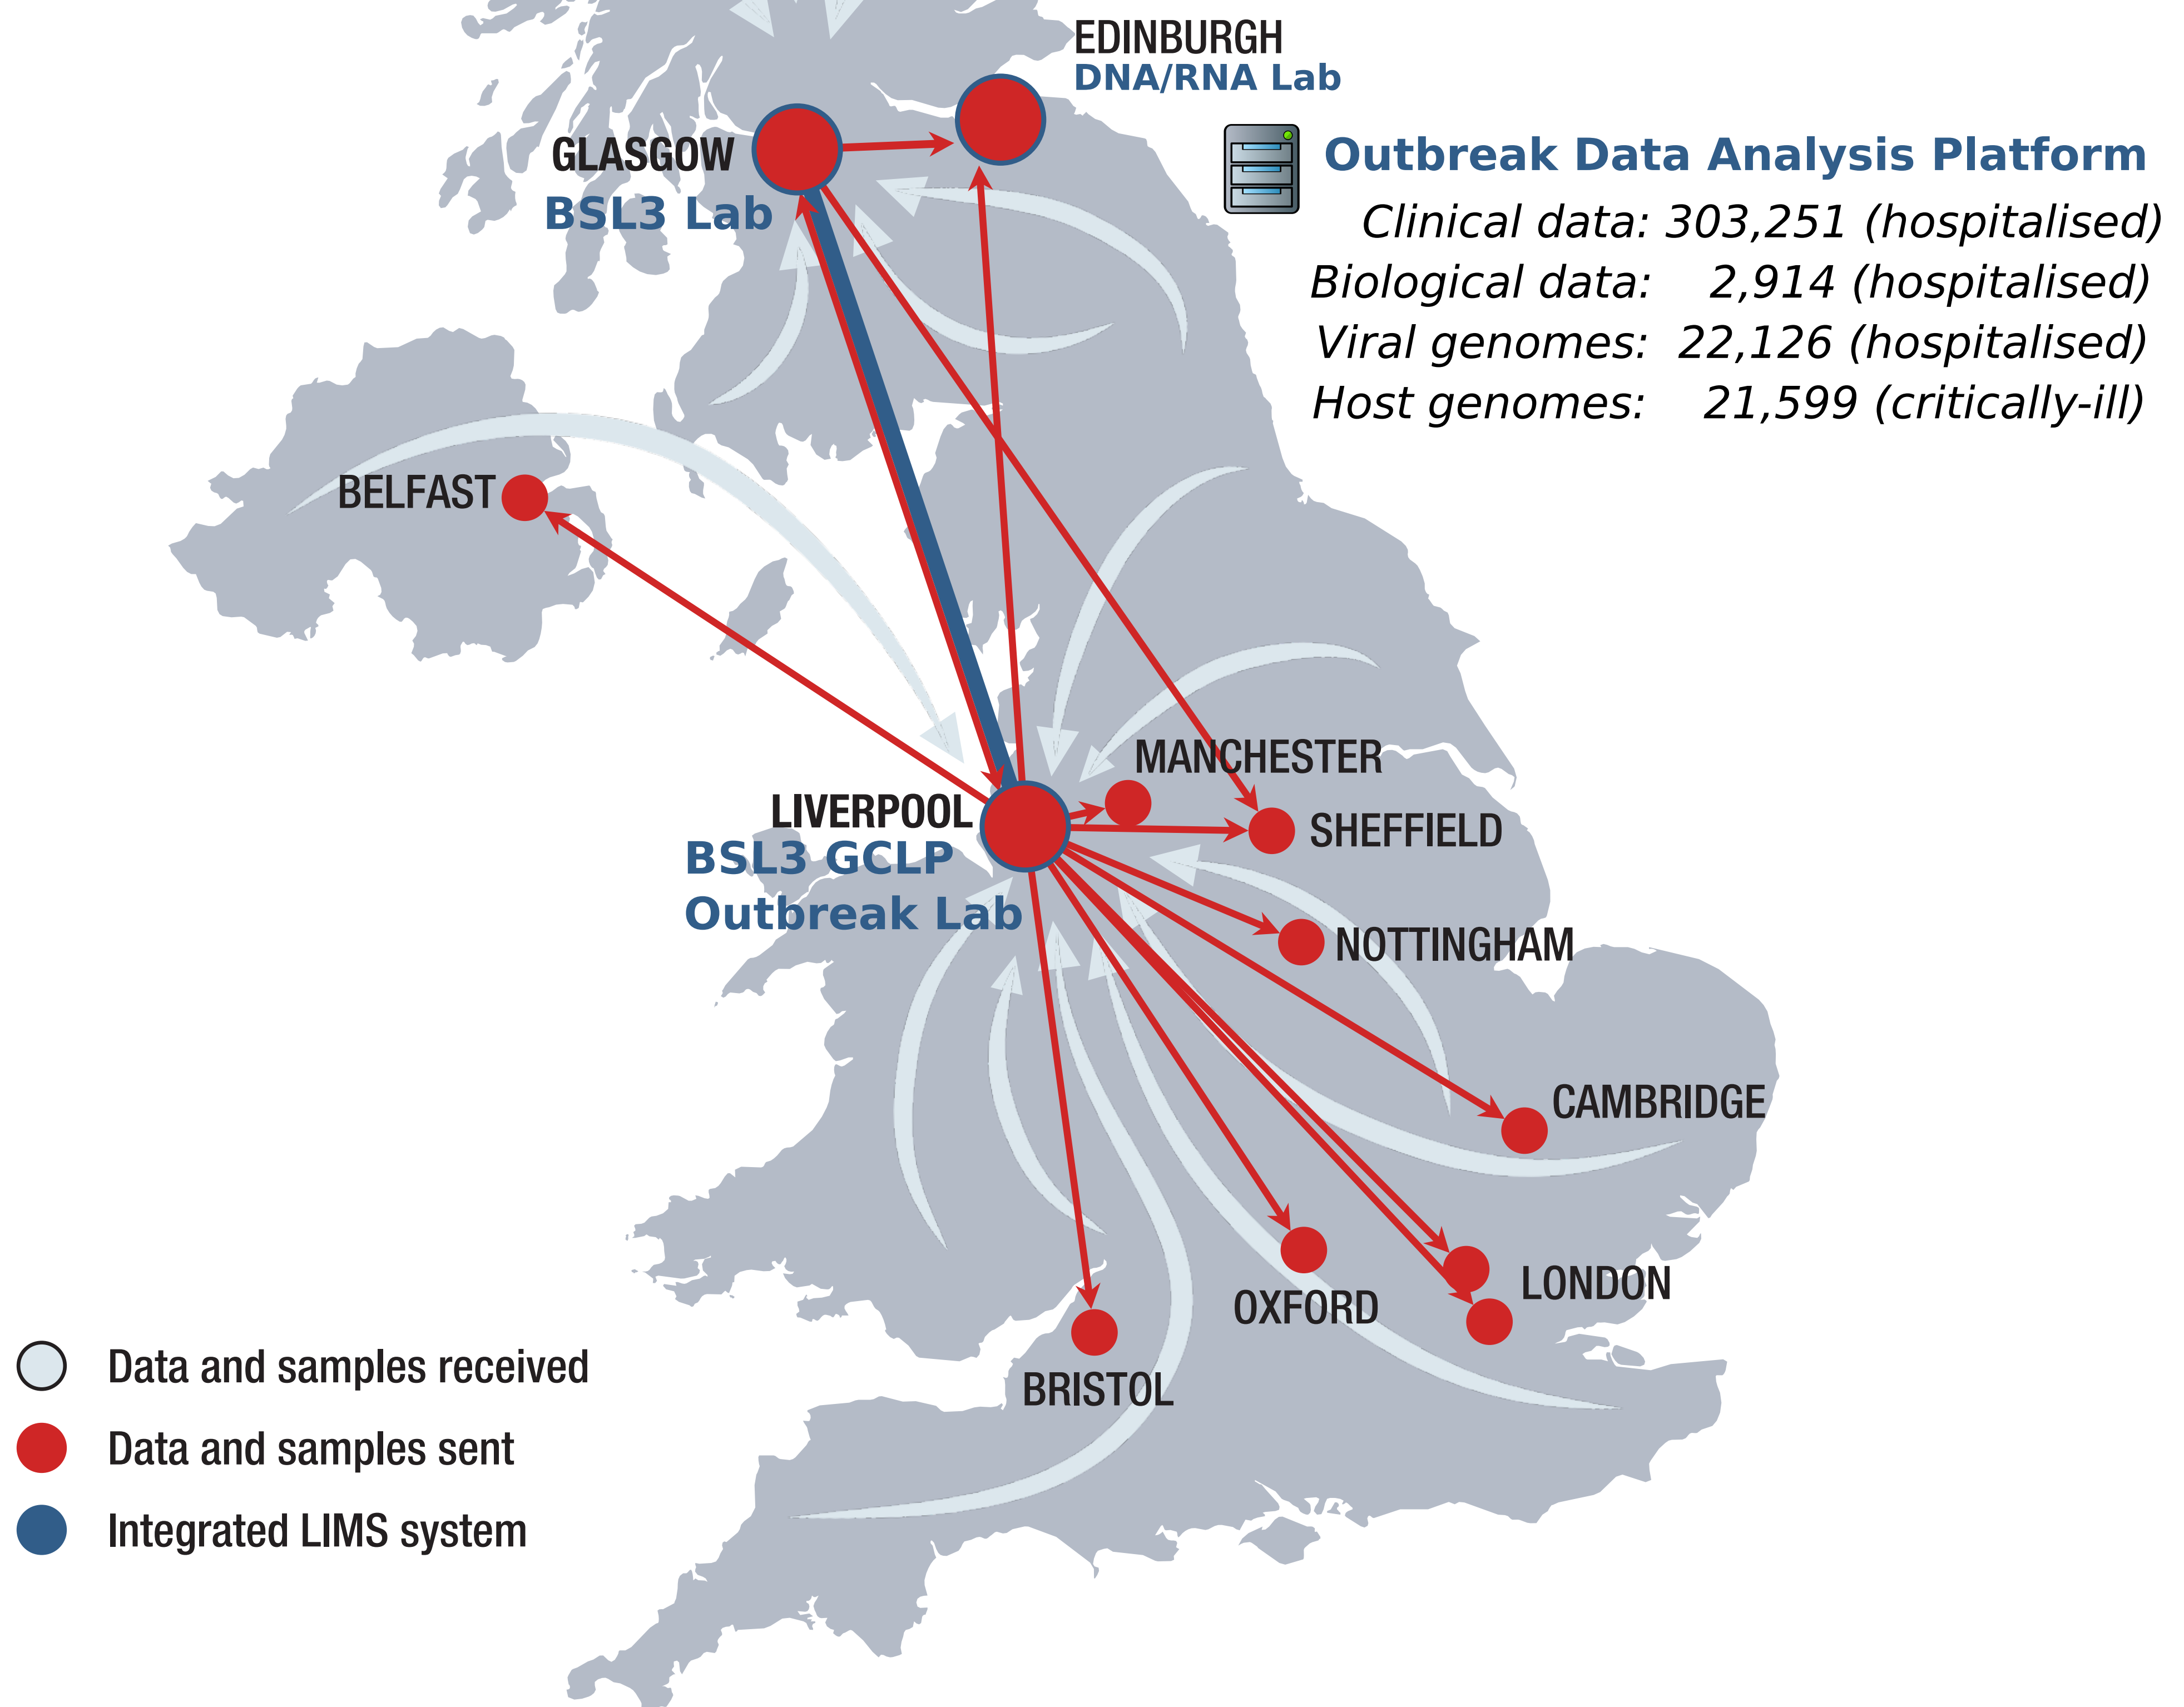 EDINBURGH
DNA/RNA Lab
GLASGOW
BSL3 Lab
Outbreak Data Analysis Platform
Clinical data: 303,251 (hospitalised)
Biological data: 2,914 (hospitalised)
Viral genomes: 22,126 (hospitalised)
Host genomes: 21,599 (critically-ill)
BELFAST
MANCHESTER
LIVERPOOL
BSL3 GCLP
Outbreak Lab
SHEFFIELD
NOTTINGHAM
CAMBRIDGE
LONDON
OXFORD
BRISTOL
Data and samples received
Data and samples sent
Integrated LIMS system